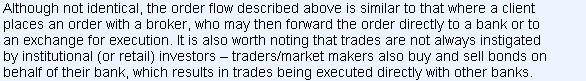 Although not identical, the order flow described above is similar to that where a client
places an order with a broker, who may then forward the order directly to a bank or to
an exchange for execution. It is also worth noting that trades are not always instigated
by institutional (or retail) investors – traders/market makers also buy and sell bonds on
behalf of their bank, which results in trades being executed directly with other banks.